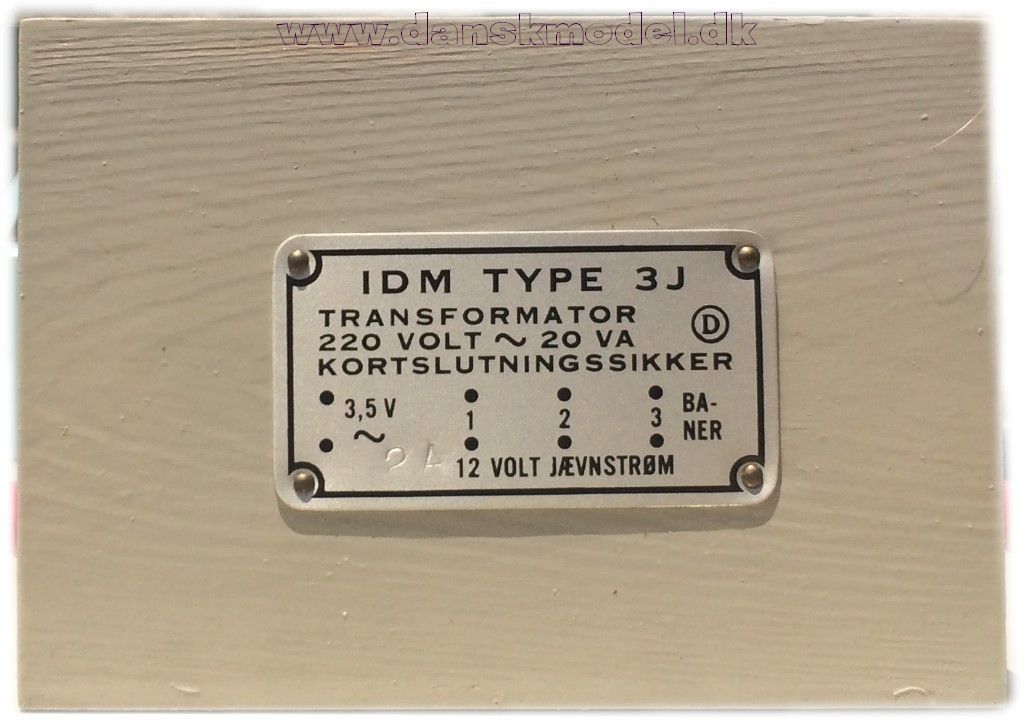 www.danskmodel.dk
IDM TYPE 3J
TRANSFORMATOR
D
220 VOLT ~ 20 VA
KORTSLUTNINGSSIKKER
3,5 V 1 2 3 BA-
~ NER
2A 12 VOLT JÆVNSTRØM